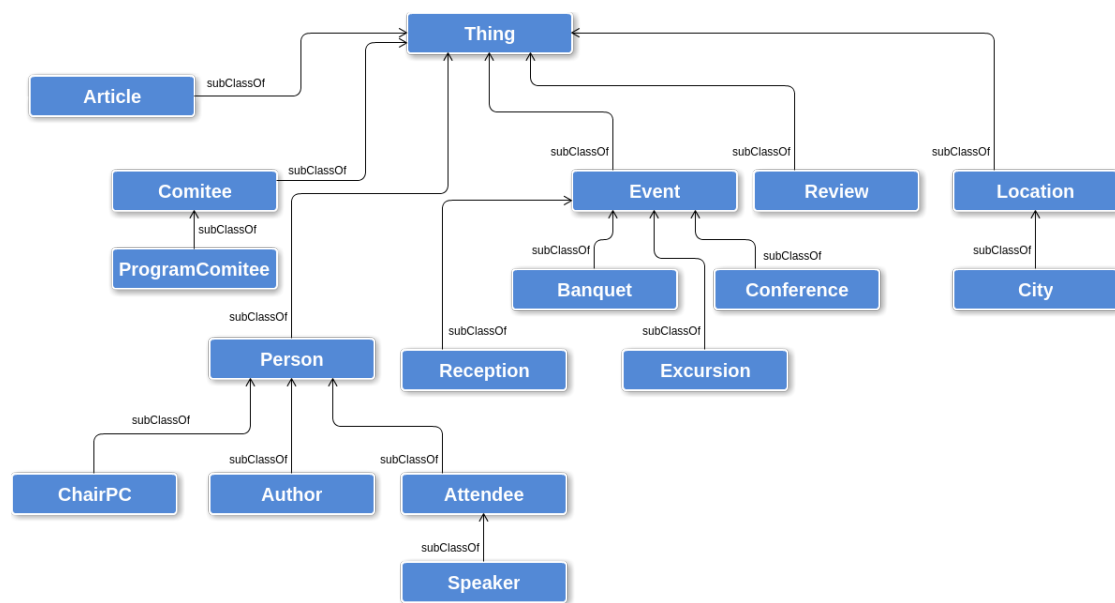 Thing
subClassOf
Article
subClassOf
subClassOf
subClassOf
subClassOf
Comitee
Event
Review
Location
subClassOf
subClassOf
subClassOf
subClassOf
ProgramComitee
Banquet
Conference
City
subClassOf
subClassOf
subClassOf
Person
Reception
Excursion
subClassOf
subClassOf
subClassOf
ChairPC
Author
Attendee
subClassOf
Speaker